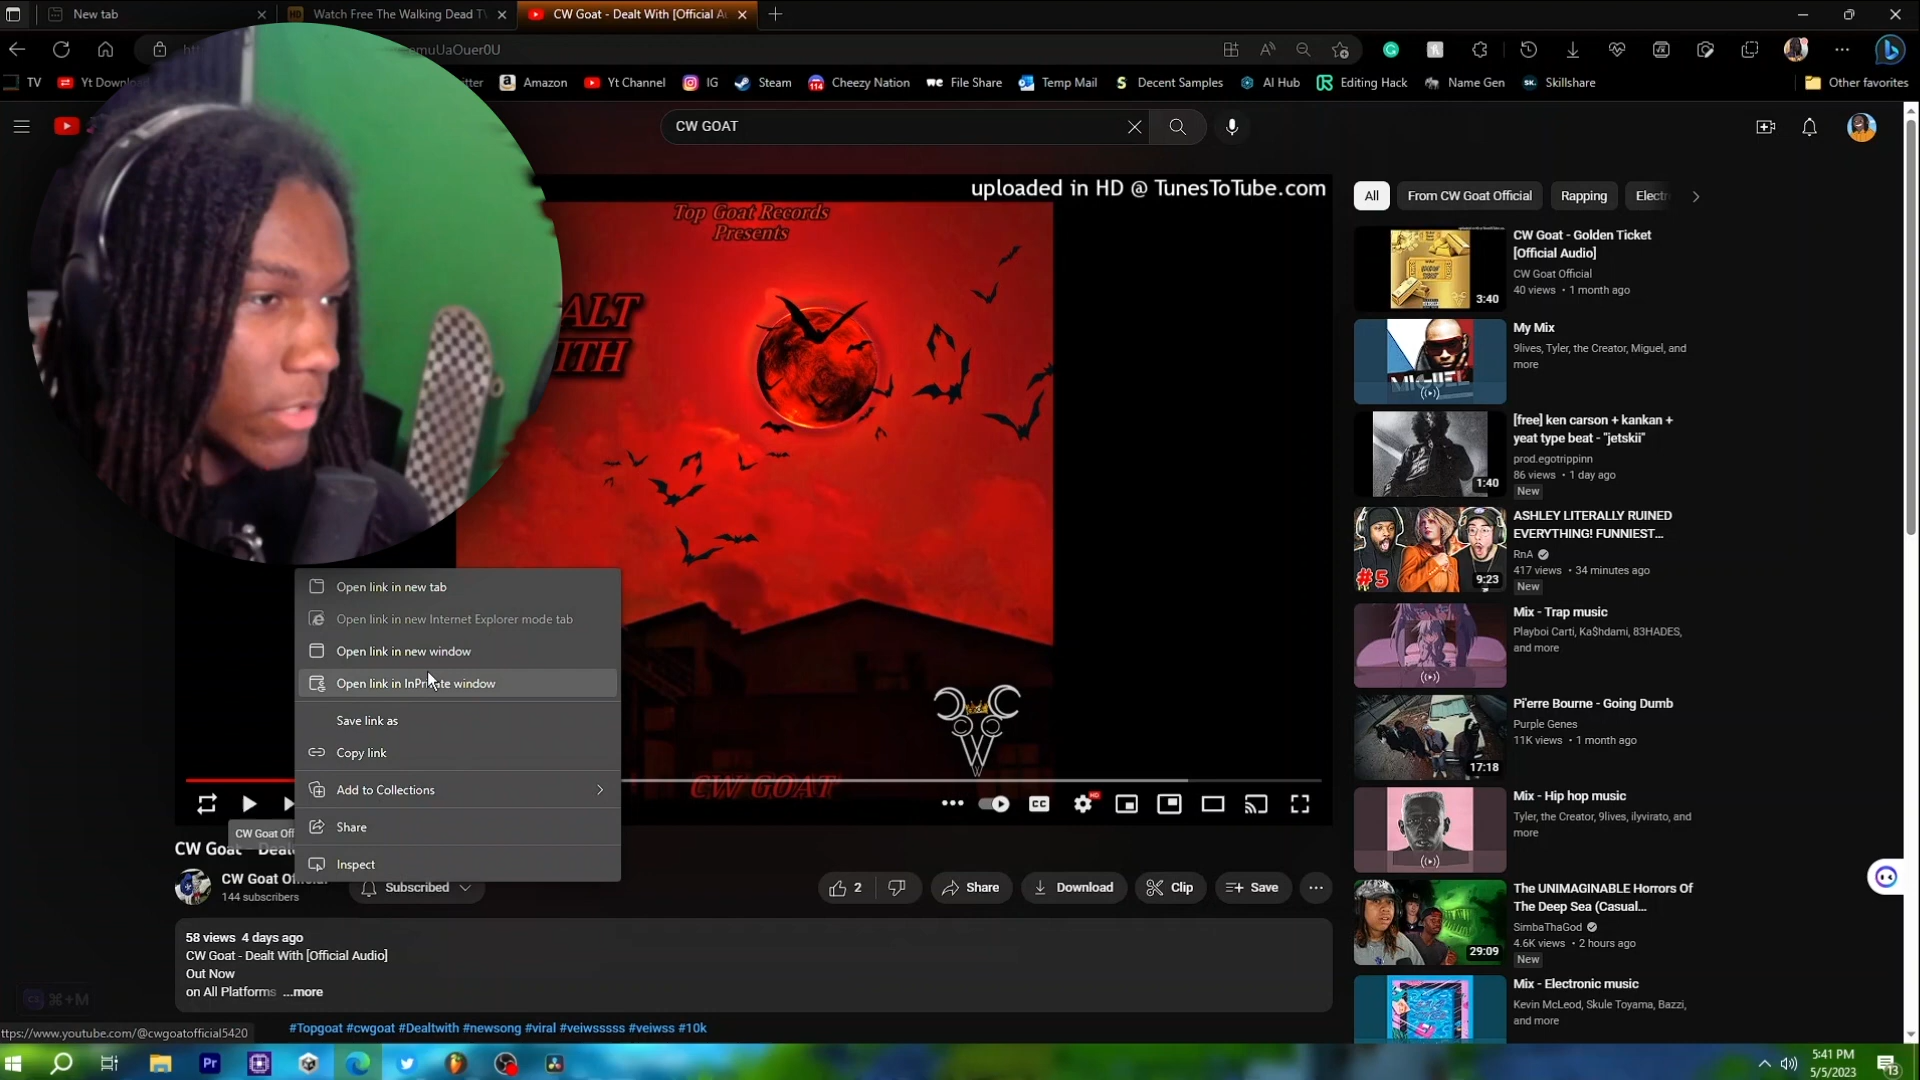 New tab
Watch Free The Walking Dead T
CW Goat - Dealt With [Official A
emuUaOuer0U
TV
Yt Downl
itter
Amazon
Yt Channel
IG
Steam
Cheezy Nation
File Share
Temp Mail
Decent Samples
AI Hub
Editing Hack
Name Gen
Skillshare
Other favorites
CW GOAT
uploaded in HD @ TunesToTube.com
Top Goat Records
Presents
ALT
ITH
CW GOAT
All
From CW Goat Official
Rapping
Electr
CW Goat - Golden Ticket
[Official Audio]
CW Goat Official
40 views • 1 month ago
3:40
My Mix
9lives, Tyler, the Creator, Miguel, and
more
[free] ken carson + kankan +
yeat type beat - "jetskii"
prod.egotrippinn
86 views • 1 day ago
New
1:40
ASHLEY LITERALLY RUINED
EVERYTHING! FUNNIEST...
RnA
417 views • 34 minutes ago
New
#5
9:23
Mix - Trap music
Playboi Carti, Ka$hdami, 83HADES,
and more
Pi'erre Bourne - Going Dumb
Purple Genes
11K views • 1 month ago
17:18
Mix - Hip hop music
Tyler, the Creator, 9lives, ilyvirato, and
more
The UNIMAGINABLE Horrors Of
The Deep Sea (Casual...
SimbaThaGod
4.6K views • 2 hours ago
New
29:09
Mix - Electronic music
Kevin McLeod, Skule Toyama, Bazzi,
and more
Open link in new tab
Open link in new Internet Explorer mode tab
Open link in new window
Open link in InPrivate window
Save link as
Copy link
Add to Collections
Share
Inspect
CW Goat Off
CW Goat - Deal
CW Goat Official
144 subscribers
Subscribed
2
Share
Download
Clip
Save
58 views 4 days ago
CW Goat - Dealt With [Official Audio]
Out Now
on All Platforms ...more
⌘+M
ttps://www.youtube.com/@cwgoatofficial5420
#Topgoat #cwgoat #Dealtwith #newsong #viral #veiwsssss #veiwss #10k
5:41 PM
5/5/2023
13